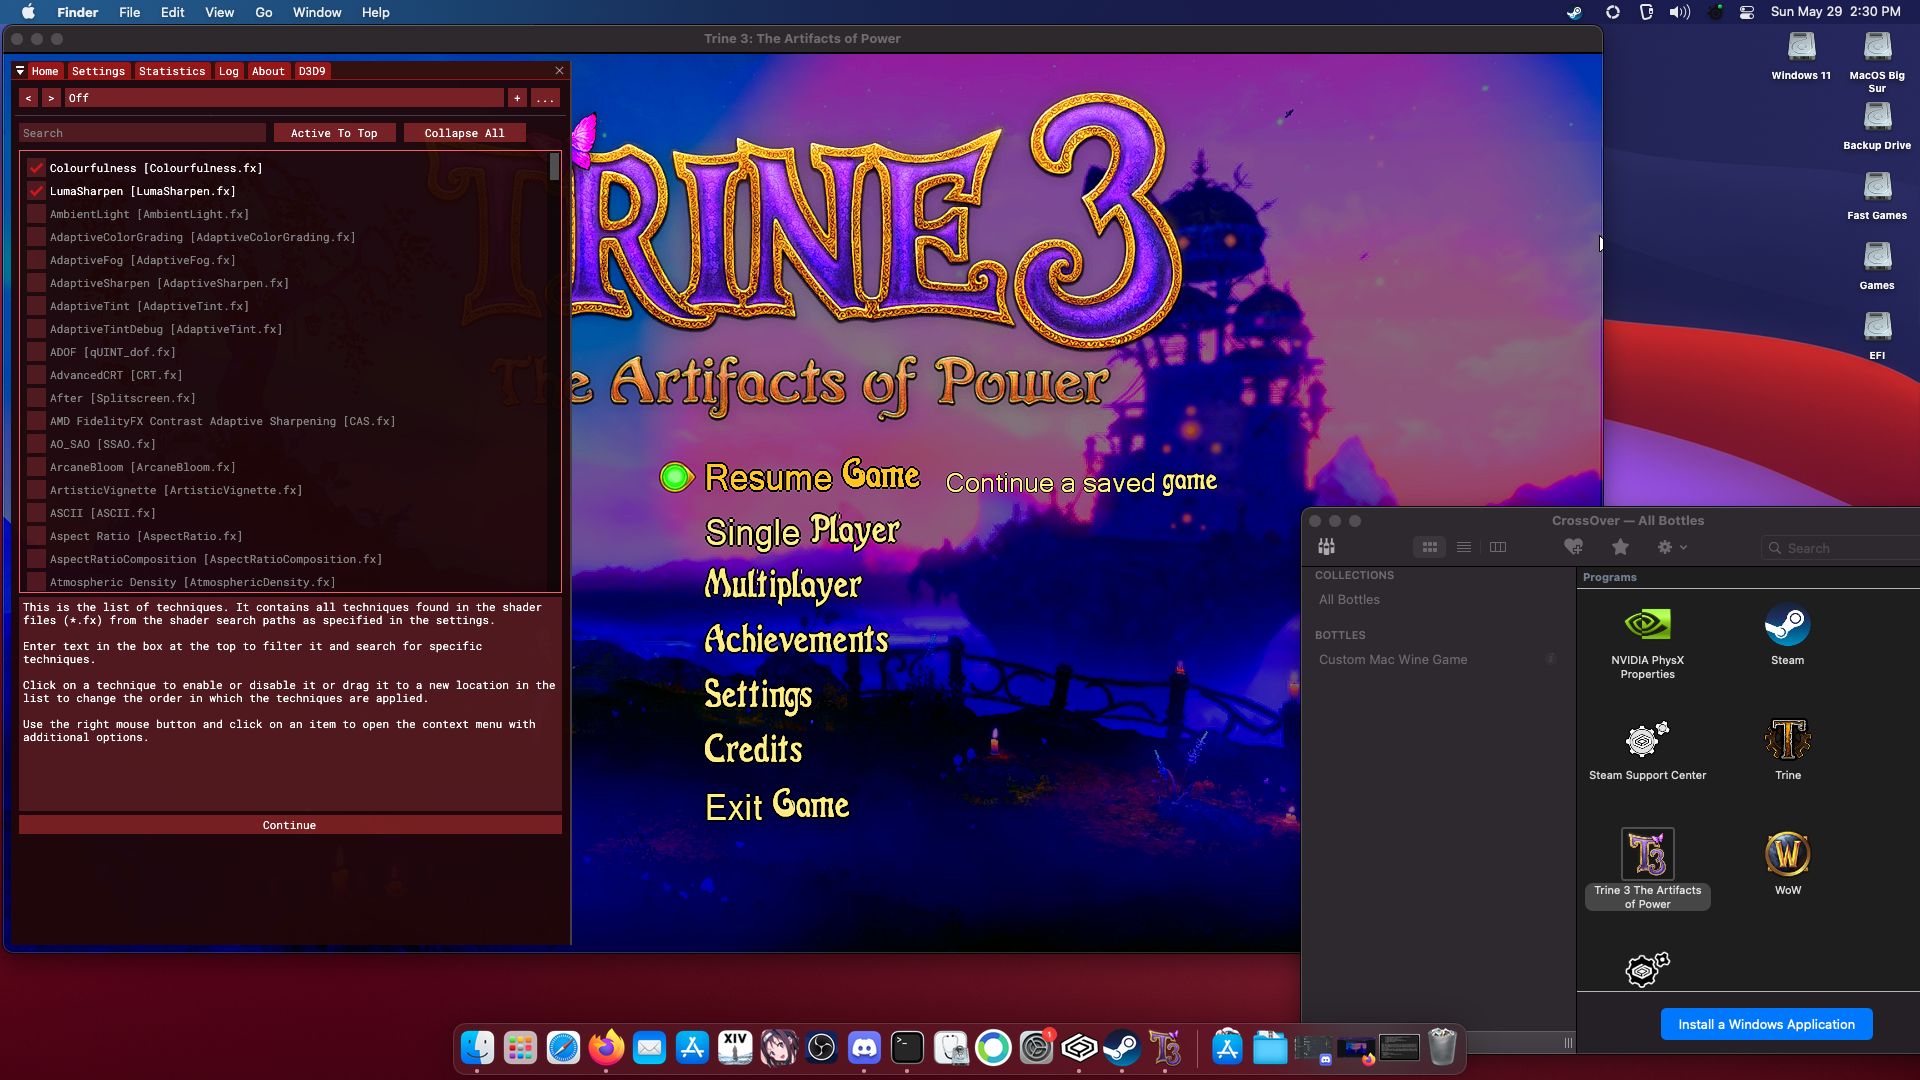 Finder File Edit View Go Window Help
Sun May 29 2:30 PM
Trine 3: The Artifacts of Power
Home Settings Statistics Log About D3D9
< > Off + ...
Search Active To Top Collapse All
Colourfulness [Colourfulness.fx]
LumaSharpen [LumaSharpen.fx]
AmbientLight [AmbientLight.fx]
AdaptiveColorGrading [AdaptiveColorGrading.fx]
AdaptiveFog [AdaptiveFog.fx]
AdaptiveSharpen [AdaptiveSharpen.fx]
AdaptiveTint [AdaptiveTint.fx]
AdaptiveTintDebug [AdaptiveTint.fx]
ADOF [qUINT_dof.fx]
AdvancedCRT [CRT.fx]
After [Splitscreen.fx]
AMD FidelityFX Contrast Adaptive Sharpening [CAS.fx]
AO_SAO [SSAO.fx]
ArcaneBloom [ArcaneBloom.fx]
ArtisticVignette [ArtisticVignette.fx]
ASCII [ASCII.fx]
Aspect Ratio [AspectRatio.fx]
AspectRatioComposition [AspectRatioComposition.fx]
Atmospheric Density [AtmosphericDensity.fx]
This is the list of techniques. It contains all techniques found in the shader
files (*.fx) from the shader search paths as specified in the settings.
Enter text in the box at the top to filter it and search for specific
techniques.
Click on a technique to enable or disable it or drag it to a new location in the
list to change the order in which the techniques are applied.
Use the right mouse button and click on an item to open the context menu with
additional options.
Continue
TRINE 3
The Artifacts of Power
Resume Game Continue a saved game
Single Player
Multiplayer
Achievements
Settings
Credits
Exit Game
Windows 11
MacOS Big
Sur
Backup Drive
Fast Games
Games
EFI
CrossOver — All Bottles
Search
COLLECTIONS
All Bottles
BOTTLES
Custom Mac Wine Game
Programs
NVIDIA PhysX
Properties
Steam
Steam Support Center
Trine
Trine 3 The Artifacts
of Power
WoW
Install a Windows Application
XIV
1